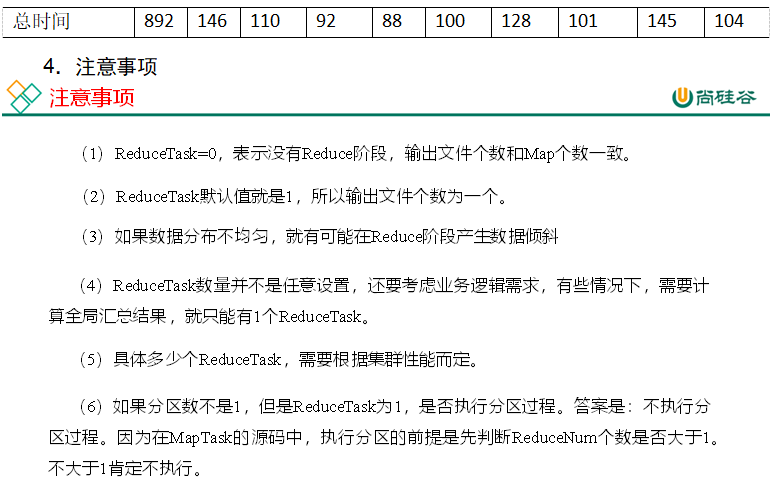 总时间 892 146 110 92 88 100 128 101 145 104
4．注意事项
注意事项 尚硅谷
（1）ReduceTask=0，表示没有Reduce阶段，输出文件个数和Map个数一致。
（2）ReduceTask默认值就是1，所以输出文件个数为一个。
（3）如果数据分布不均匀，就有可能在Reduce阶段产生数据倾斜
（4）ReduceTask数量并不是任意设置，还要考虑业务逻辑需求，有些情况下，需要计
算全局汇总结果，就只能有1个ReduceTask。
（5）具体多少个ReduceTask，需要根据集群性能而定。
（6）如果分区数不是1，但是ReduceTask为1，是否执行分区过程。答案是：不执行分
区过程。因为在MapTask的源码中，执行分区的前提是先判断ReduceNum个数是否大于1。
不大于1肯定不执行。